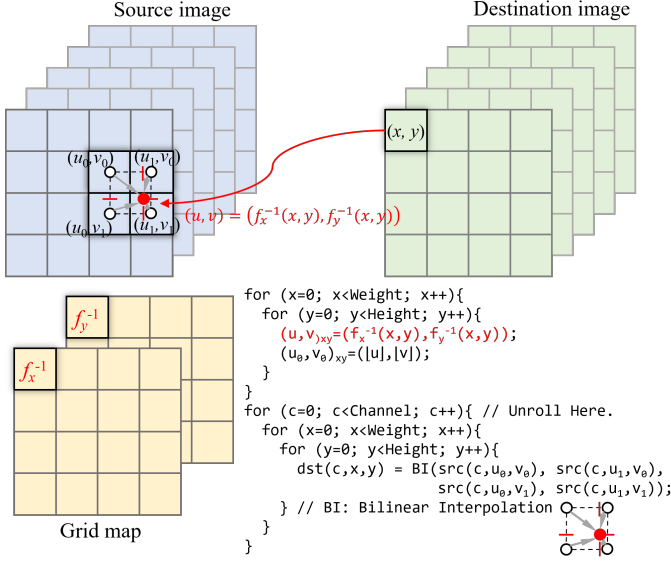 Source image
Destination image
(x, y)
(u₀,v₀)
(u₁,v₀)
(u₀,v₁)
(u₁,v₁)
(u,v) = (fₓ⁻¹(x,y), f_y⁻¹(x,y))
f_y⁻¹
fₓ⁻¹
Grid map
for (x=0; x<Weight; x++){
for (y=0; y<Height; y++){
(u,v)xy=(fₓ⁻¹(x,y),f_y⁻¹(x,y));
(u₀,v₀)xy=(⌊u⌋,⌊v⌋);
}
}
for (c=0; c<Channel; c++){ // Unroll Here.
for (x=0; x<Weight; x++){
for (y=0; y<Height; y++){
dst(c,x,y) = BI(src(c,u₀,v₀), src(c,u₁,v₀),
src(c,u₀,v₁), src(c,u₁,v₁));
} // BI: Bilinear Interpolation
}
}